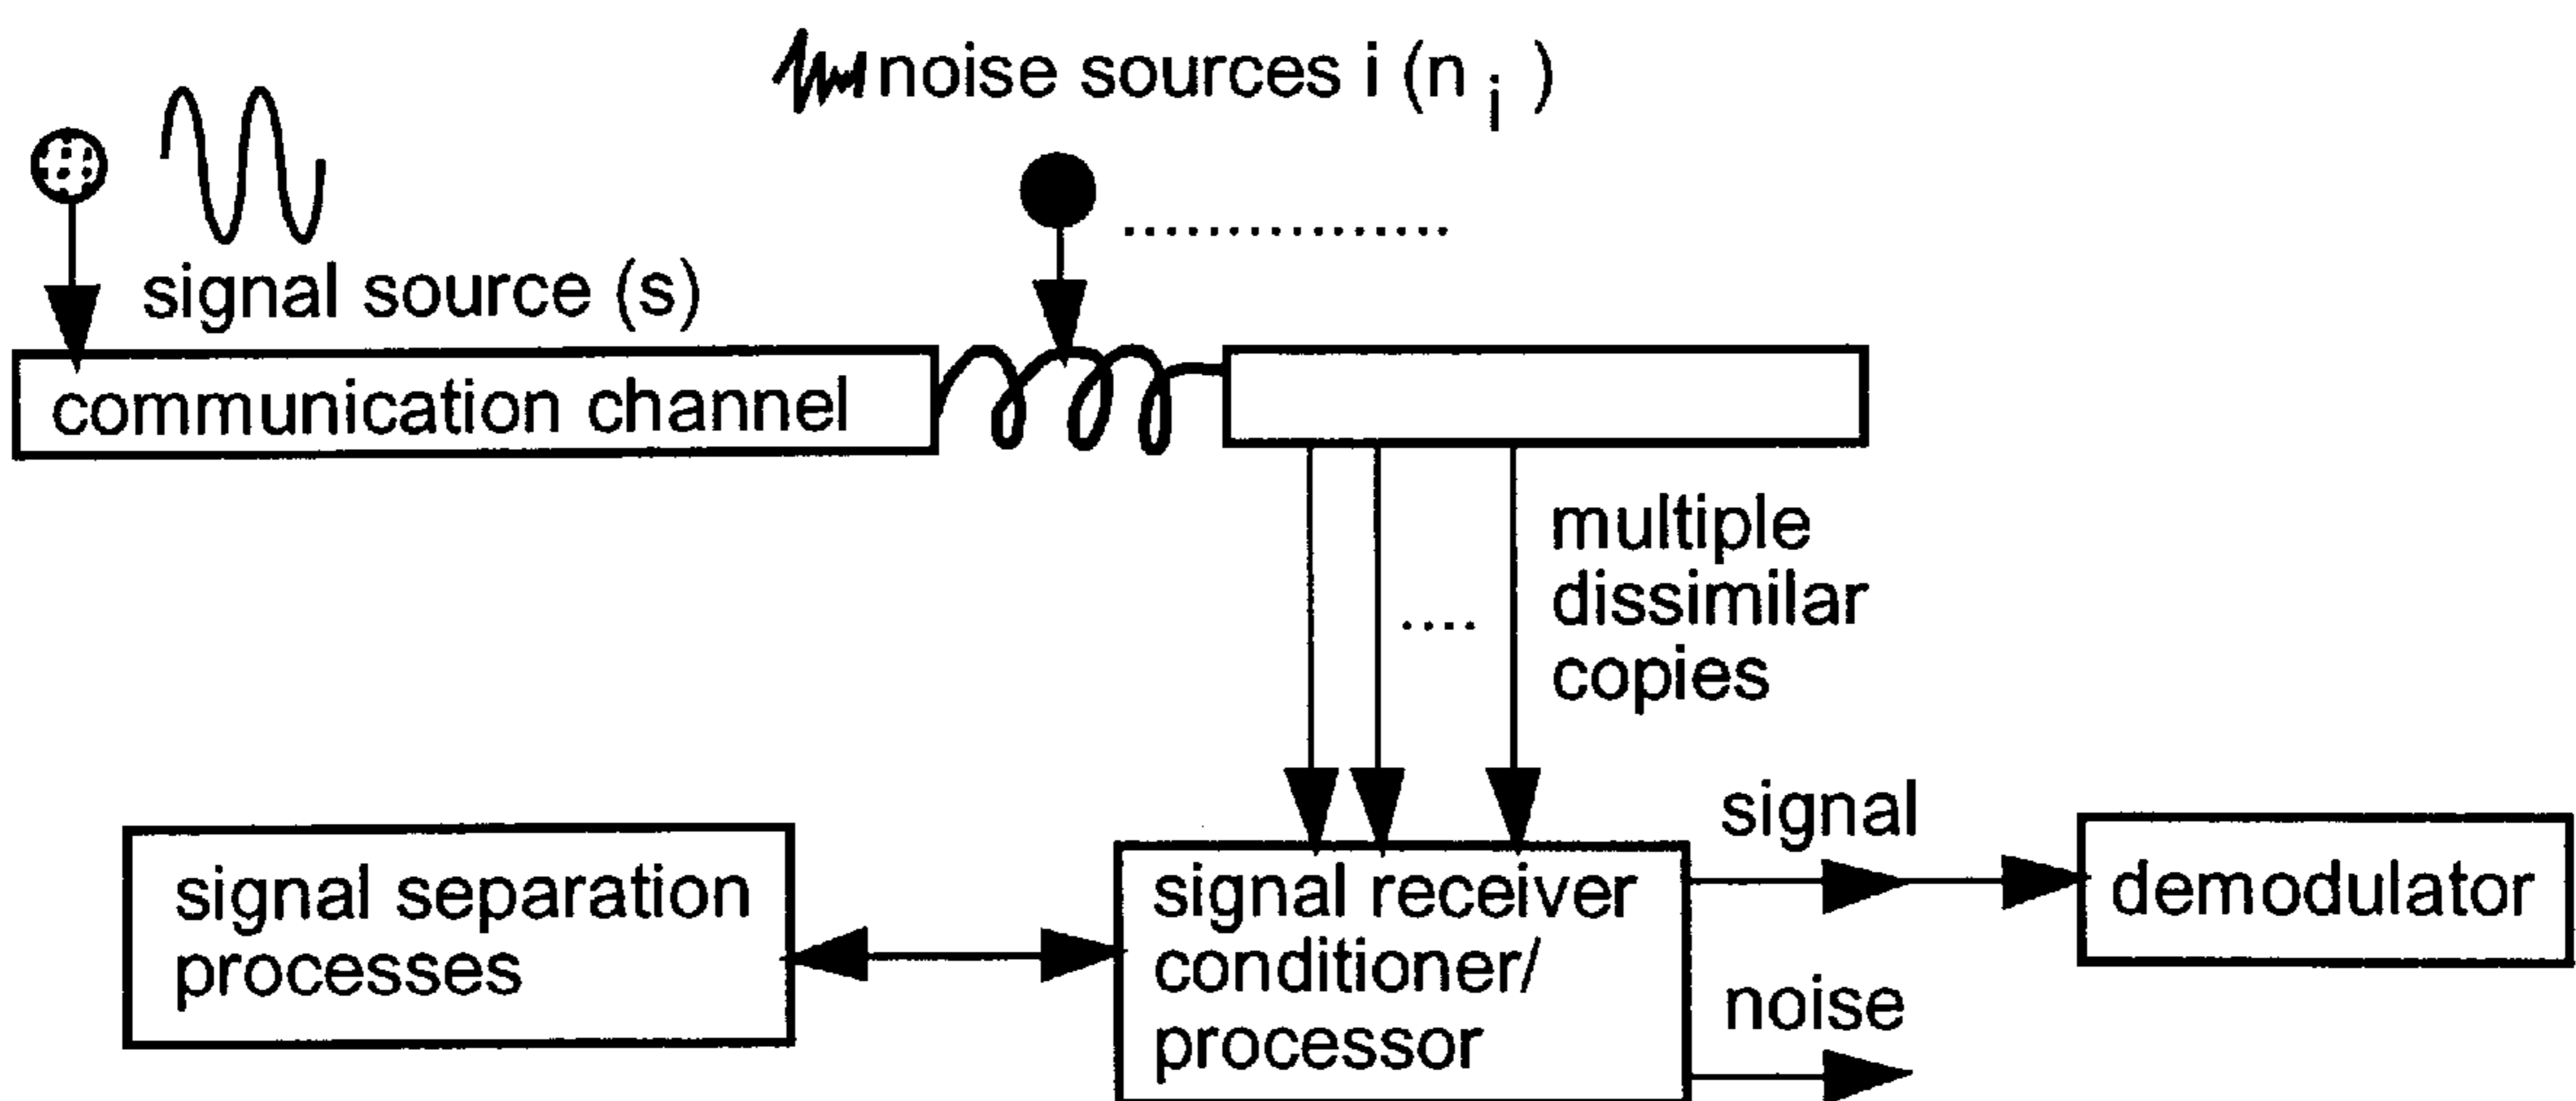 noise sources i (n i )
signal source (s)
communication channel
multiple
dissimilar
copies
signal separation
processes
signal receiver
conditioner/
processor
signal
noise
demodulator